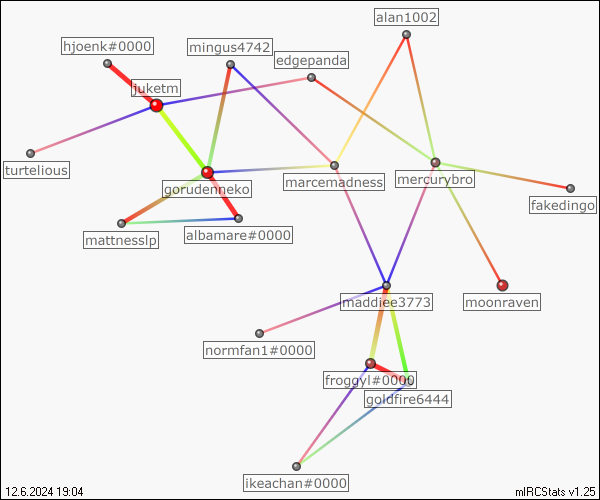 alan1002
hjoenk#0000
mingus4742
edgepanda
juketm
turtelious
gorudenneko
marcemadness
mercurybro
fakedingo
mattnesslp
albamare#0000
maddiee3773
moonraven
normfan1#0000
froggyl#0000
goldfire6444
ikeachan#0000
12.6.2024 19:04
mIRCStats v1.25